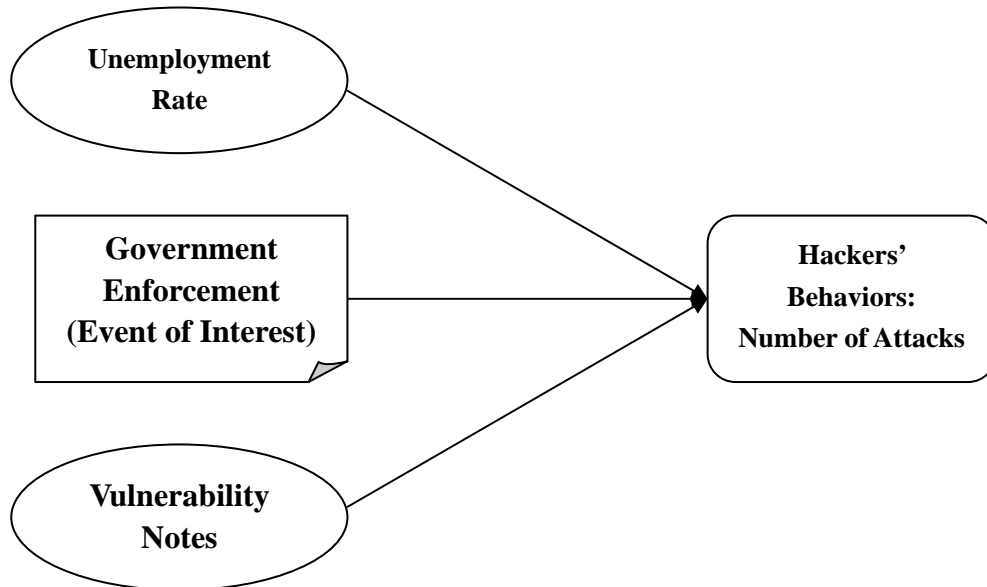 Unemployment
Rate
Government
Enforcement
(Event of Interest)
Hackers’
Behaviors:
Number of Attacks
Vulnerability
Notes